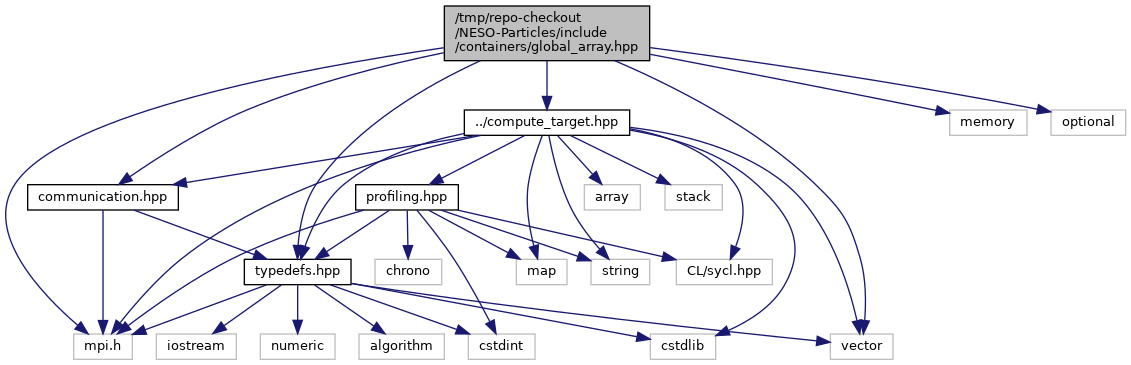 /tmp/repo-checkout
/NESO-Particles/include
/containers/global_array.hpp
../compute_target.hpp
memory
optional
communication.hpp
profiling.hpp
array
stack
typedefs.hpp
chrono
map
string
CL/sycl.hpp
mpi.h
iostream
numeric
algorithm
cstdint
cstdlib
vector